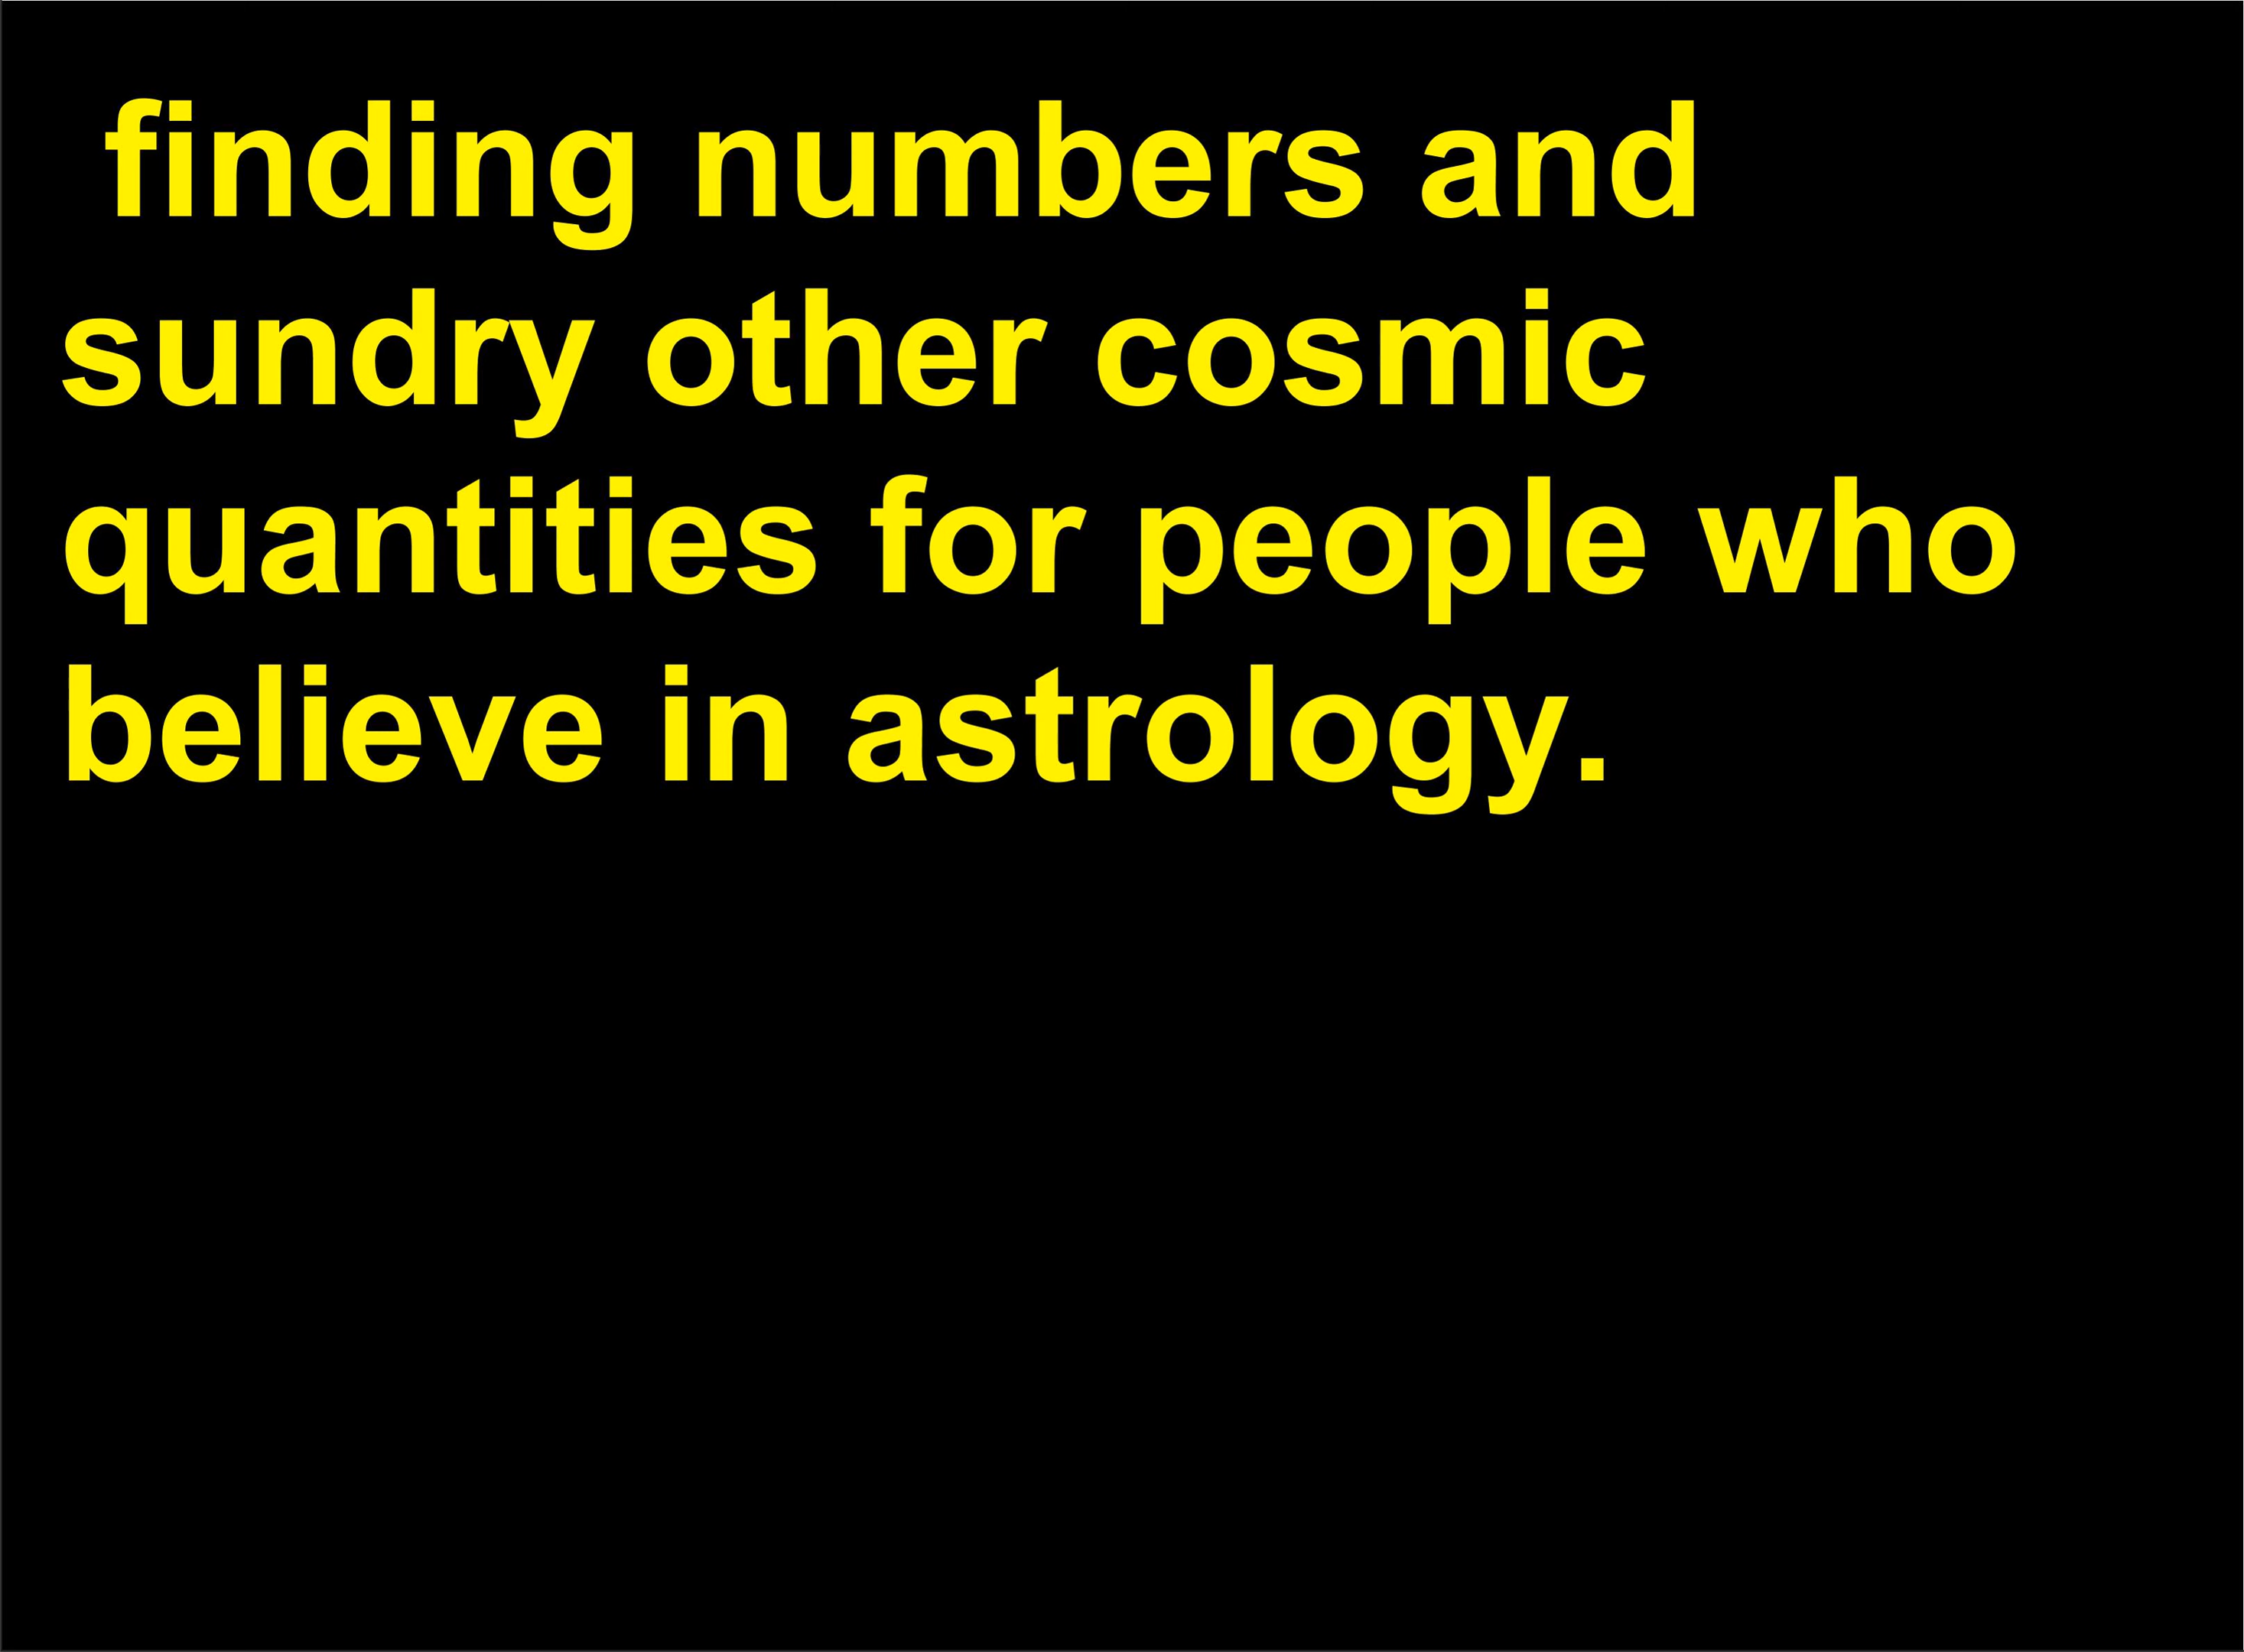 finding numbers and
sundry other cosmic
quantities for people who
believe in astrology.